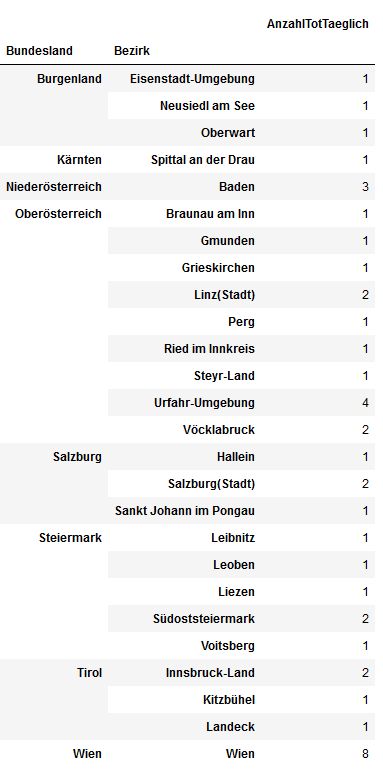 AnzahlTotTaeglich
Bundesland Bezirk
Burgenland Eisenstadt-Umgebung 1
Neusiedl am See 1
Oberwart 1
Kärnten Spittal an der Drau 1
Niederösterreich Baden 3
Oberösterreich Braunau am Inn 1
Gmunden 1
Grieskirchen 1
Linz(Stadt) 2
Perg 1
Ried im Innkreis 1
Steyr-Land 1
Urfahr-Umgebung 4
Vöcklabruck 2
Salzburg Hallein 1
Salzburg(Stadt) 2
Sankt Johann im Pongau 1
Steiermark Leibnitz 1
Leoben 1
Liezen 1
Südoststeiermark 2
Voitsberg 1
Tirol Innsbruck-Land 2
Kitzbühel 1
Landeck 1
Wien Wien 8